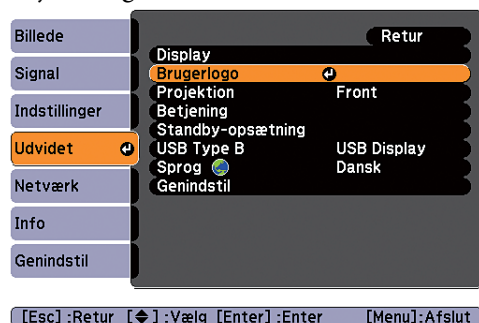 Billede
Signal
Indstillinger
Udvidet
Netværk
Info
Genindstil
Retur
Display
Brugerlogo
Projektion Front
Betjening
Standby-opsætning
USB Type B USB Display
Sprog Dansk
Genindstil
[Esc] :Retur [◆] :Vælg [Enter] :Enter [Menu] :Afslut